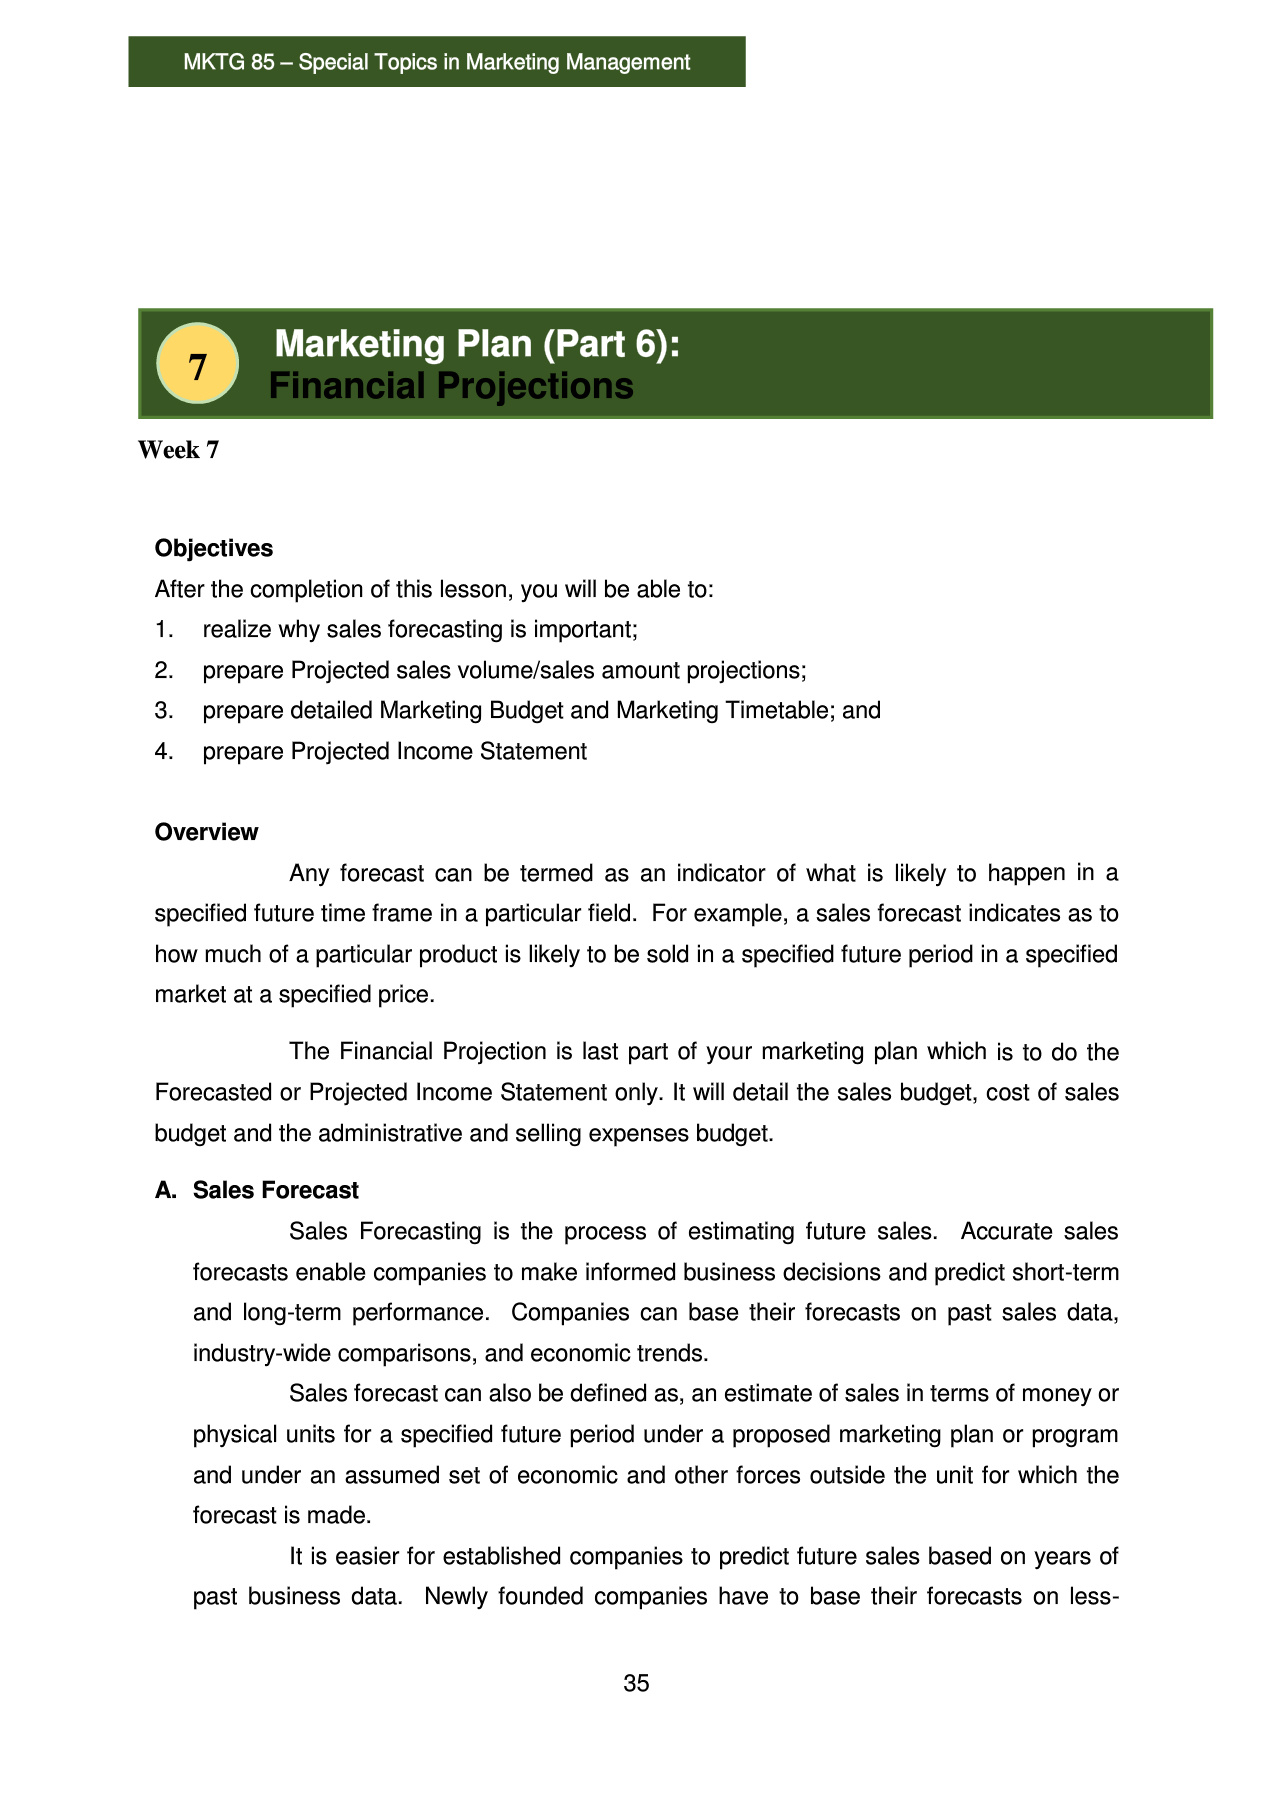 MKTG 85 – Special Topics in Marketing Management
7
Marketing Plan (Part 6):
Financial Projections
Week 7
Objectives
After the completion of this lesson, you will be able to:
1. realize why sales forecasting is important;
2. prepare Projected sales volume/sales amount projections;
3. prepare detailed Marketing Budget and Marketing Timetable; and
4. prepare Projected Income Statement
Overview
Any forecast can be termed as an indicator of what is likely to happen in a
specified future time frame in a particular field. For example, a sales forecast indicates as to
how much of a particular product is likely to be sold in a specified future period in a specified
market at a specified price.
The Financial Projection is last part of your marketing plan which is to do the
Forecasted or Projected Income Statement only. It will detail the sales budget, cost of sales
budget and the administrative and selling expenses budget.
A. Sales Forecast
Sales Forecasting is the process of estimating future sales. Accurate sales
forecasts enable companies to make informed business decisions and predict short-term
and long-term performance. Companies can base their forecasts on past sales data,
industry-wide comparisons, and economic trends.
Sales forecast can also be defined as, an estimate of sales in terms of money or
physical units for a specified future period under a proposed marketing plan or program
and under an assumed set of economic and other forces outside the unit for which the
forecast is made.
It is easier for established companies to predict future sales based on years of
past business data. Newly founded companies have to base their forecasts on less-
35